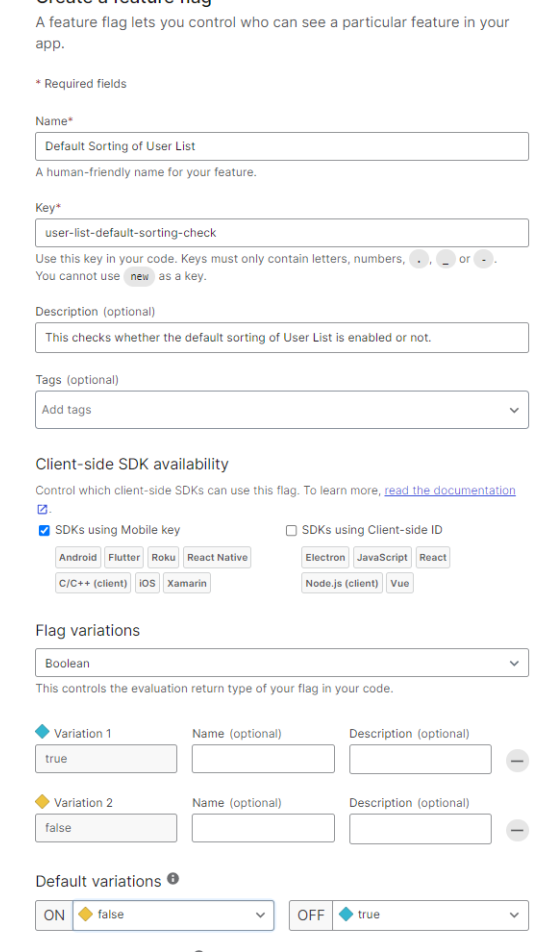 Create a feature flag
A feature flag lets you control who can see a particular feature in your
app.
* Required fields
Name*
Default Sorting of User List
A human-friendly name for your feature.
Key*
user-list-default-sorting-check
Use this key in your code. Keys must only contain letters, numbers, . , _ or - .
You cannot use new as a key.
Description (optional)
This checks whether the default sorting of User List is enabled or not.
Tags (optional)
Add tags
Client-side SDK availability
Control which client-side SDKs can use this flag. To learn more, read the documentation
.
SDKs using Mobile key
SDKs using Client-side ID
Android Flutter Roku React Native
Electron JavaScript React
C/C++ (client) iOS Xamarin
Node.js (client) Vue
Flag variations
Boolean
This controls the evaluation return type of your flag in your code.
Variation 1 Name (optional) Description (optional)
true
Variation 2 Name (optional) Description (optional)
false
Default variations
ON false OFF true